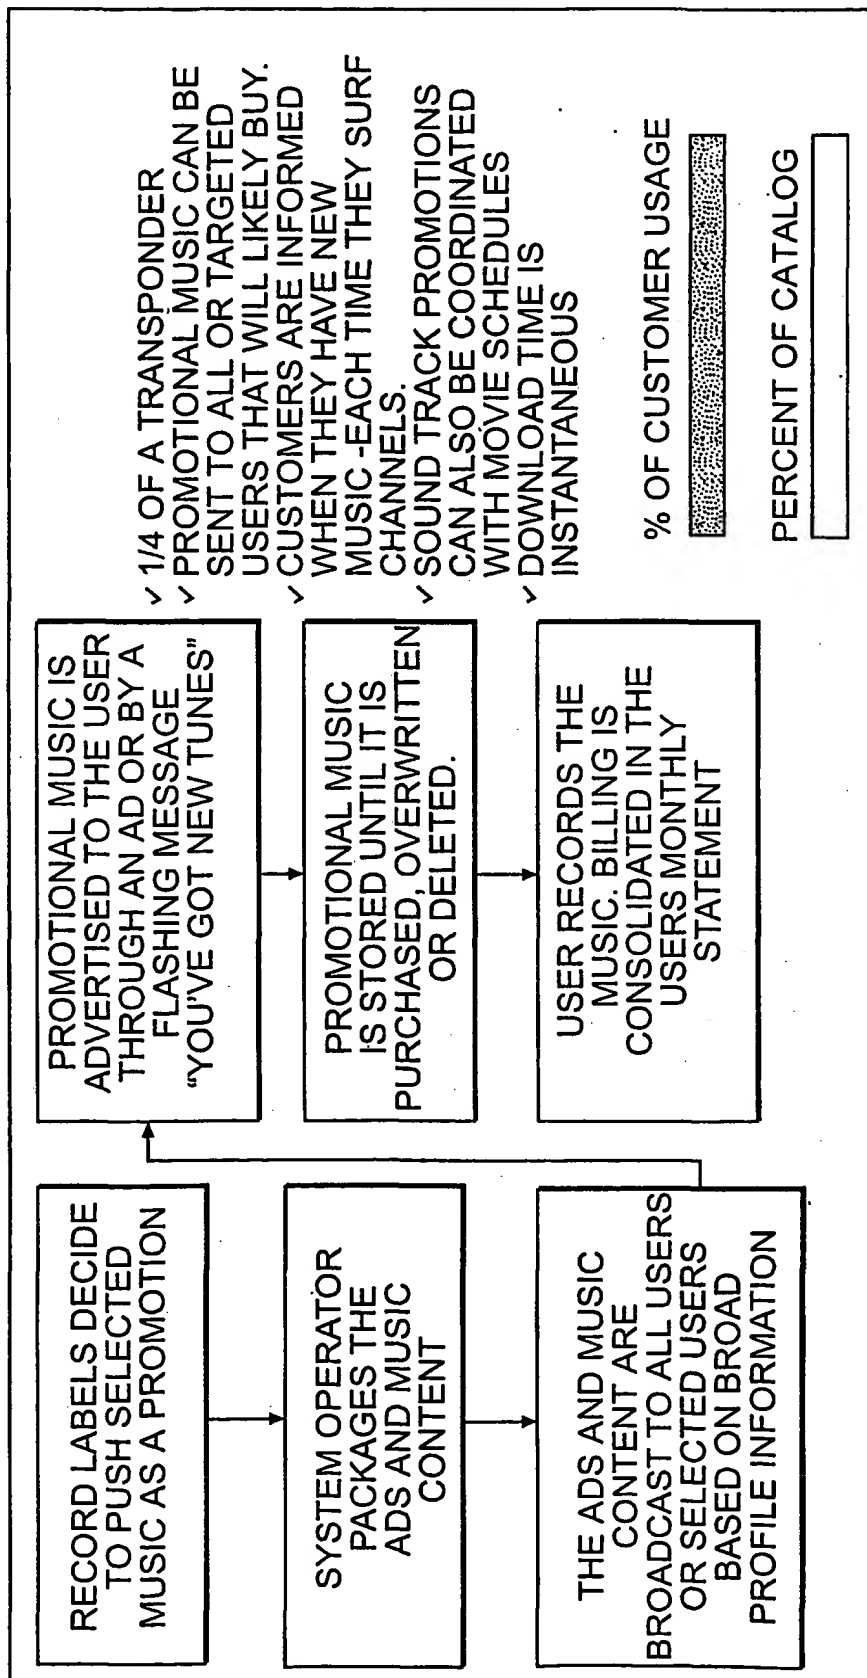 RECORD LABELS DECIDE
TO PUSH SELECTED
MUSIC AS A PROMOTION
SYSTEM OPERATOR
PACKAGES THE
ADS AND MUSIC
CONTENT
THE ADS AND MUSIC
CONTENT ARE
BROADCAST TO ALL USERS
OR SELECTED USERS
BASED ON BROAD
PROFILE INFORMATION
PROMOTIONAL MUSIC IS
ADVERTISED TO THE USER
THROUGH AN AD OR BY A
FLASHING MESSAGE
“YOU'VE GOT NEW TUNES”
PROMOTIONAL MUSIC
IS STORED UNTIL IT IS
PURCHASED, OVERWRITTEN
OR DELETED.
USER RECORDS THE
MUSIC. BILLING IS
CONSOLIDATED IN THE
USERS MONTHLY
STATEMENT
✓ 1/4 OF A TRANSPONDER
✓ PROMOTIONAL MUSIC CAN BE
SENT TO ALL OR TARGETED
USERS THAT WILL LIKELY BUY.
✓ CUSTOMERS ARE INFORMED
WHEN THEY HAVE NEW
MUSIC -EACH TIME THEY SURF
CHANNELS.
✓ SOUND TRACK PROMOTIONS
CAN ALSO BE COORDINATED
WITH MOVIE SCHEDULES
✓ DOWNLOAD TIME IS
INSTANTANEOUS
% OF CUSTOMER USAGE
PERCENT OF CATALOG